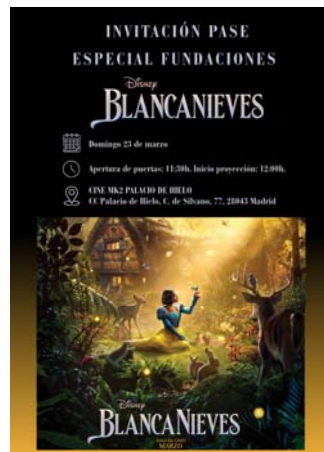 INVITACIÓN PASE
ESPECIAL FUNDACIONES
Disney
BLANCANIEVES
Domingo 23 de marzo
Apertura de puertas: 11:30h. Inicio proyección: 12:00h.
CINE MK2 PALACIO DE HIELO
CC Palacio de Hielo, C. de Silvano, 77, 28043 Madrid
Disney
BLANCANIEVES
MARZO